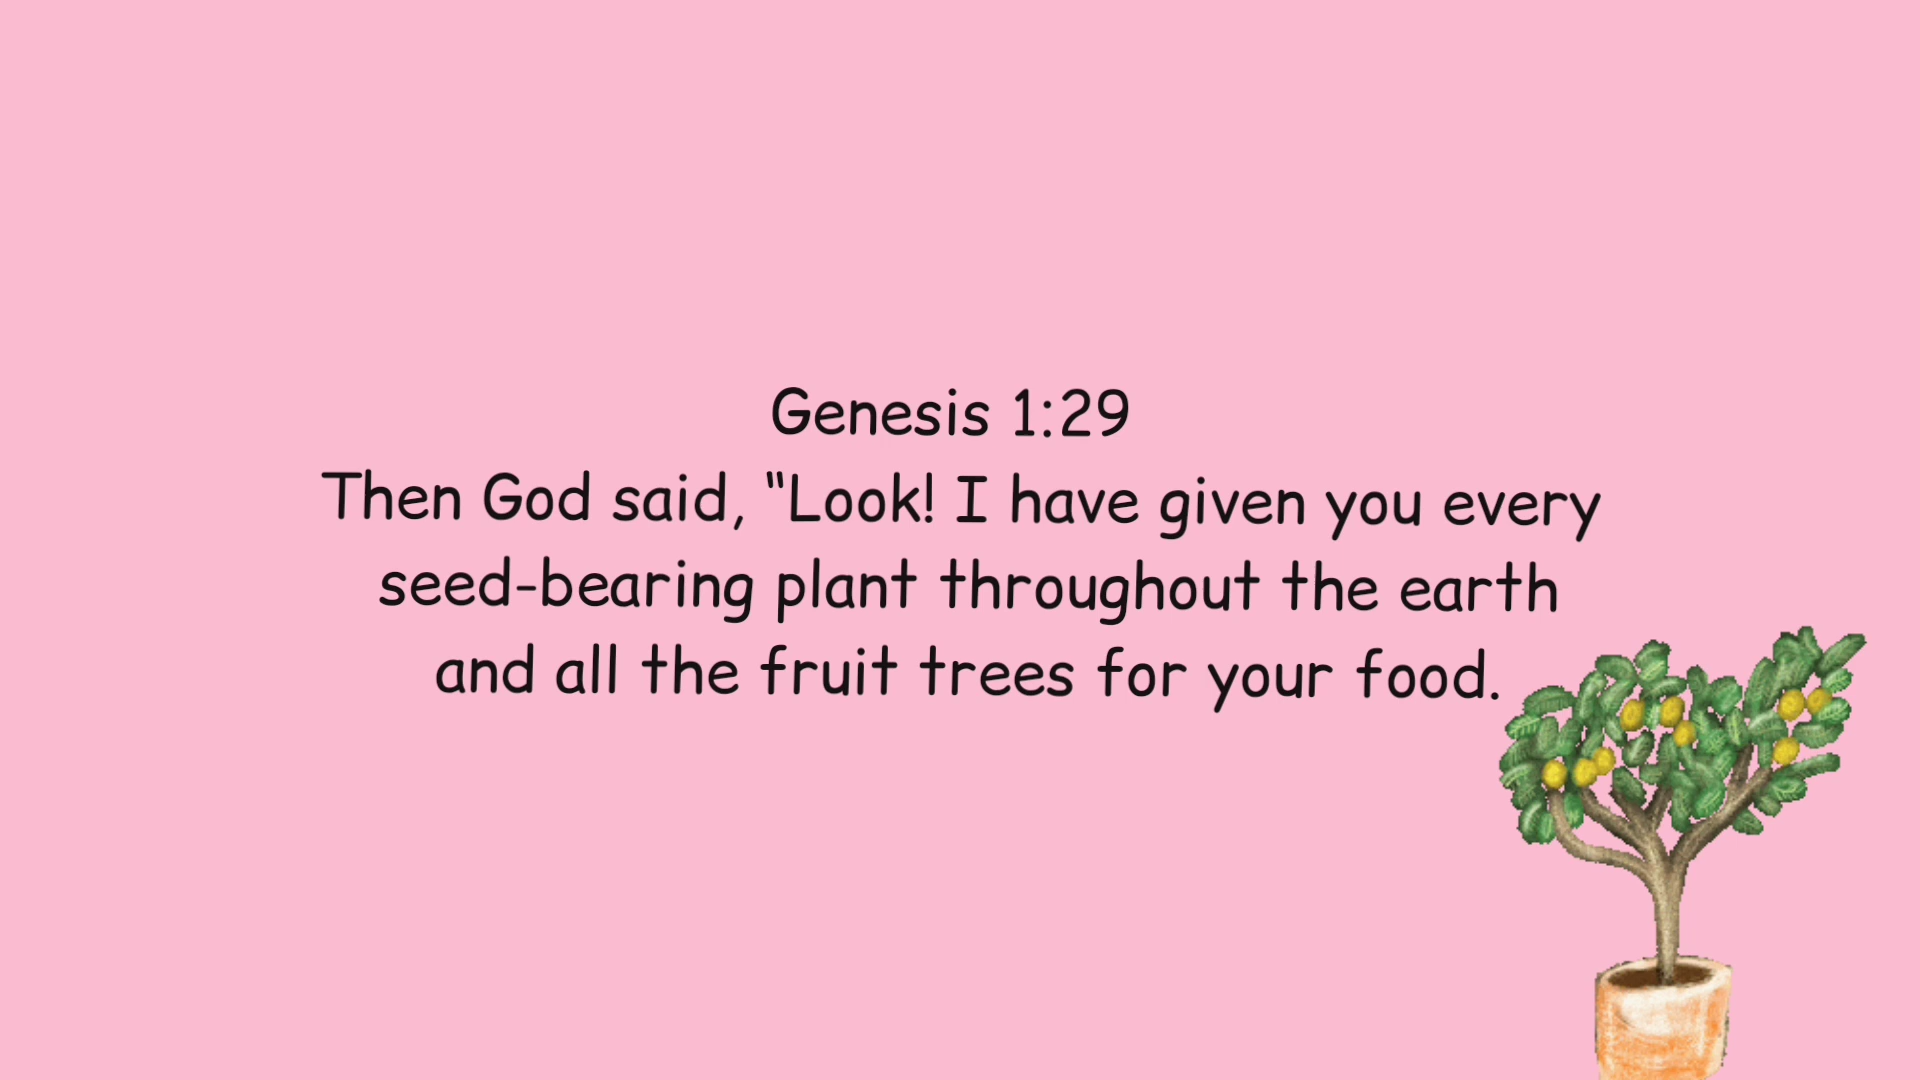 Genesis 1:29
Then God said, “Look! I have given you every
seed-bearing plant throughout the earth
and all the fruit trees for your food.